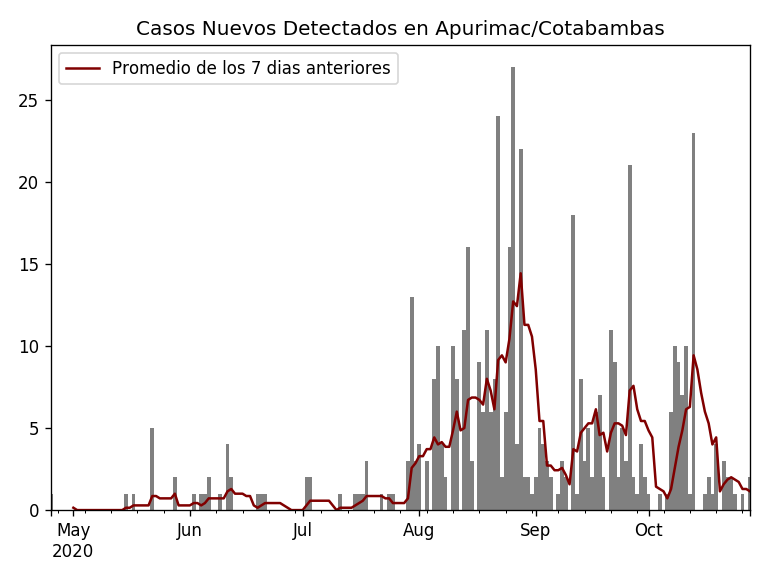 Casos Nuevos Detectados en Apurimac/Cotabambas
Promedio de los 7 dias anteriores
25
20
15
10
5
0
May Jun Jul Aug Sep Oct
2020